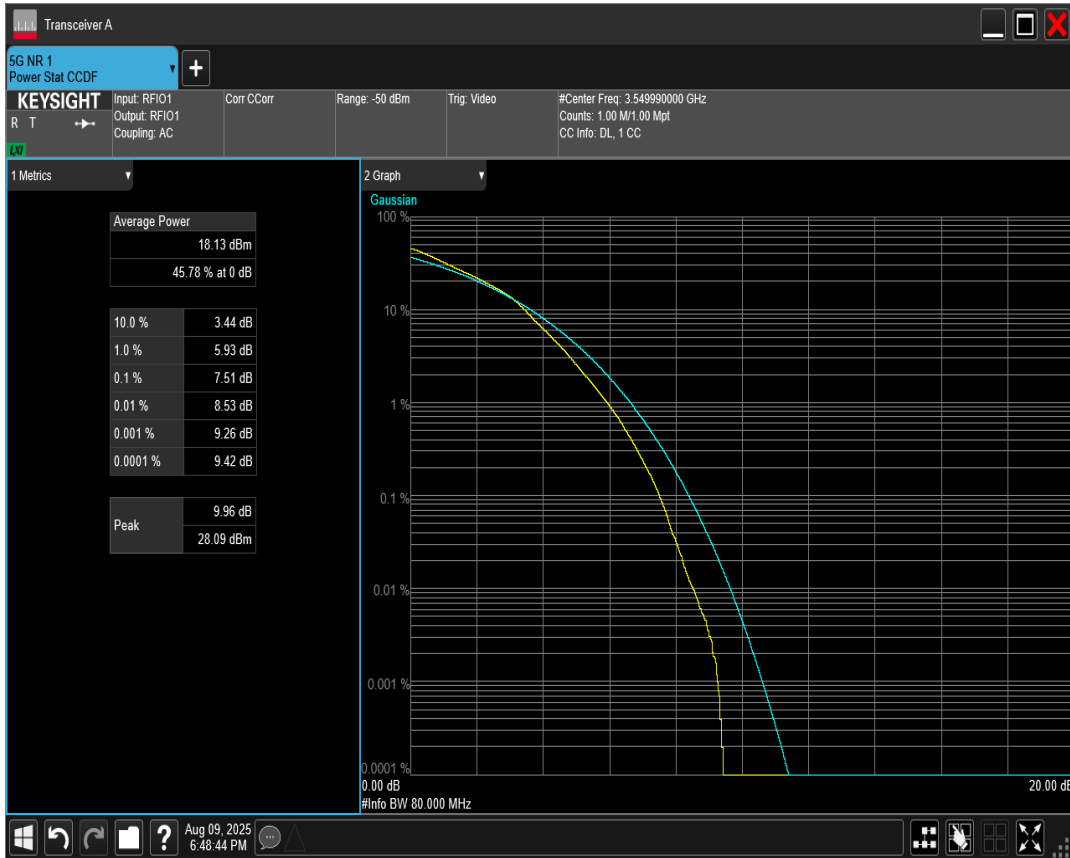 Transceiver A
5G NR 1
Power Stat CCDF
KEYSIGHT
R T
LXI
Input: RFIO1
Output: RFIO1
Coupling: AC
Corr CCorr
Range: -50 dBm
Trig: Video
#Center Freq: 3.549990000 GHz
Counts: 1.00 M/1.00 Mpt
CC Info: DL, 1 CC
1 Metrics
Average Power
18.13 dBm
45.78 % at 0 dB
10.0 % 3.44 dB
1.0 % 5.93 dB
0.1 % 7.51 dB
0.01 % 8.53 dB
0.001 % 9.26 dB
0.0001 % 9.42 dB
Peak
9.96 dB
28.09 dBm
2 Graph
Gaussian
100 %
10 %
1 %
0.1 %
0.01 %
0.001 %
0.0001 %
0.00 dB
20.00 dB
#Info BW 80.000 MHz
?
Aug 09, 2025
6:48:44 PM